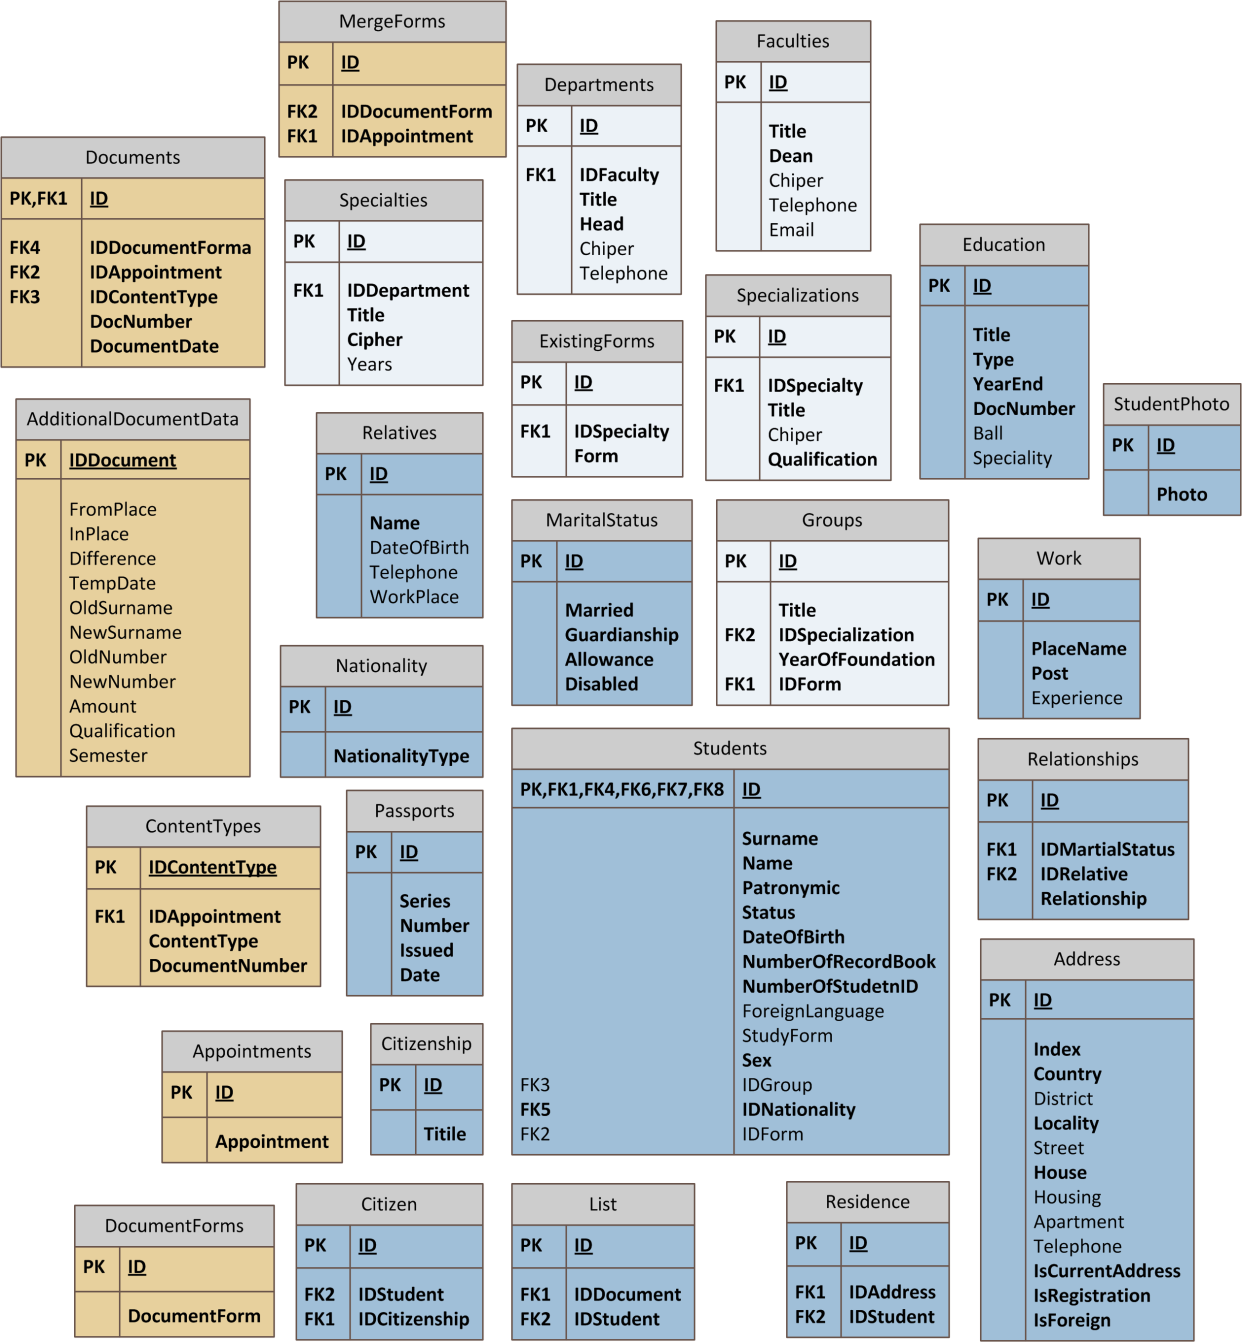 MergeForms
PK ID
FK2 IDDocumentForm
FK1 IDAppointment
Faculties
PK ID
Title
Dean
Chiper
Telephone
Email
Departments
PK ID
FK1 IDFaculty
Title
Head
Chiper
Telephone
Documents
PK,FK1 ID
FK4 IDDocumentForma
FK2 IDAppointment
FK3 IDContentType
DocNumber
DocumentDate
Specialties
PK ID
FK1 IDDepartment
Title
Cipher
Years
Education
PK ID
Title
Type
YearEnd
DocNumber
Ball
Speciality
Specializations
PK ID
FK1 IDSpecialty
Title
Chiper
Qualification
ExistingForms
PK ID
FK1 IDSpecialty
Form
StudentPhoto
PK ID
Photo
AdditionalDocumentData
PK IDDocument
FromPlace
InPlace
Difference
TempDate
OldSurname
NewSurname
OldNumber
NewNumber
Amount
Qualification
Semester
Relatives
PK ID
Name
DateOfBirth
Telephone
WorkPlace
MaritalStatus
PK ID
Married
Guardianship
Allowance
Disabled
Groups
PK ID
Title
FK2 IDSpecialization
YearOfFoundation
FK1 IDForm
Work
PK ID
PlaceName
Post
Experience
Nationality
PK ID
NationalityType
Students
PK,FK1,FK4,FK6,FK7,FK8 ID
Surname
Name
Patronymic
Status
DateOfBirth
NumberOfRecordBook
NumberOfStudetnID
ForeignLanguage
StudyForm
Sex
FK3 IDGroup
FK5 IDNationality
FK2 IDForm
Relationships
PK ID
FK1 IDMartialStatus
FK2 IDRelative
Relationship
ContentTypes
PK IDContentType
FK1 IDAppointment
ContentType
DocumentNumber
Passports
PK ID
Series
Number
Issued
Date
Address
PK ID
Index
Country
District
Locality
Street
House
Housing
Apartment
Telephone
IsCurrentAddress
IsRegistration
IsForeign
Appointments
PK ID
Appointment
Citizenship
PK ID
Titile
DocumentForms
PK ID
DocumentForm
Citizen
PK ID
FK2 IDStudent
FK1 IDCitizenship
List
PK ID
FK1 IDDocument
FK2 IDStudent
Residence
PK ID
FK1 IDAddress
FK2 IDStudent